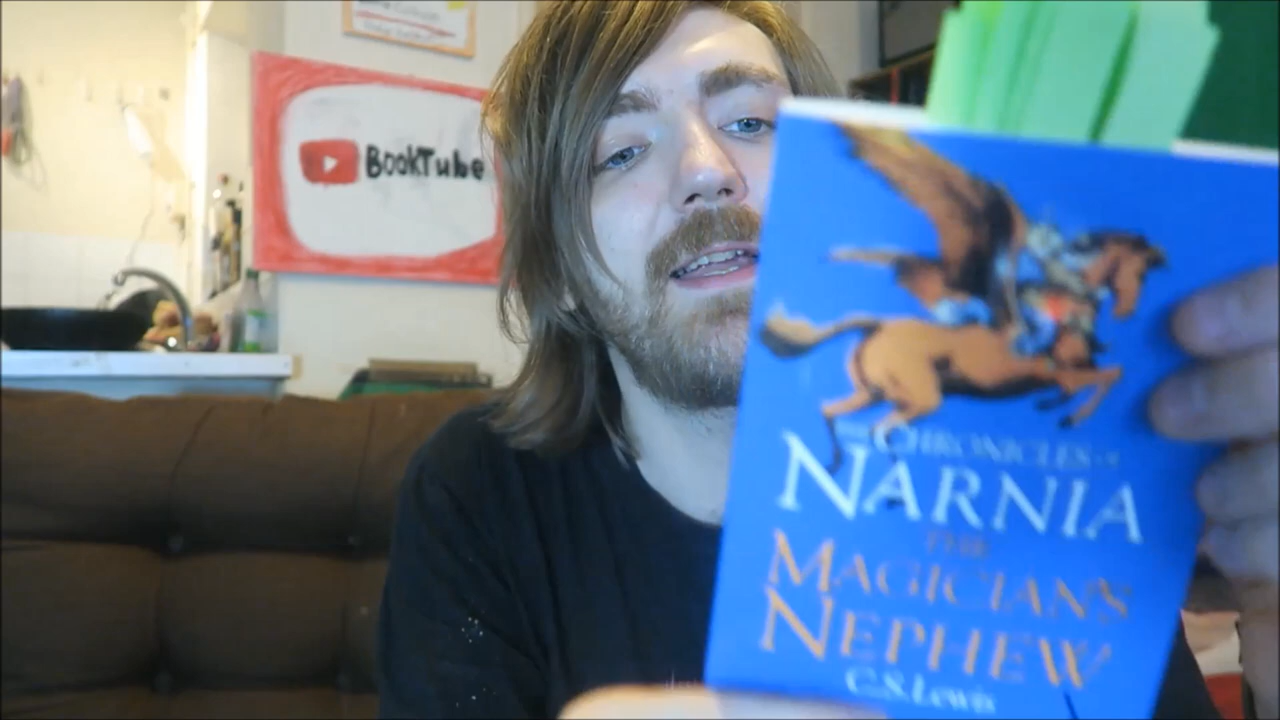 BookTube
THE CHRONICLES OF
NARNIA
THE
MAGICIAN'S
NEPHEW
C.S. Lewis